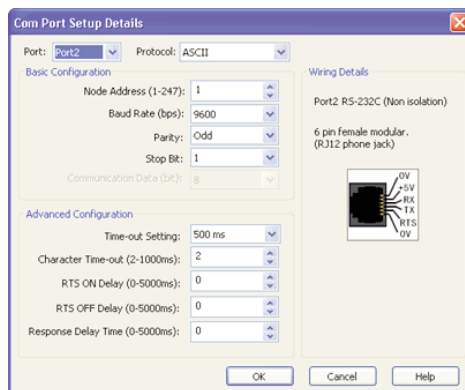 Com Port Setup Details
Port: Port2 Protocol: ASCII
Basic Configuration
Node Address (1-247): 1
Baud Rate (bps): 9600
Parity: Odd
Stop Bit: 1
Communication Data (bit): 8
Advanced Configuration
Time-out Setting: 500 ms
Character Time-out (2-1000ms): 2
RTS ON Delay (0-5000ms): 0
RTS OFF Delay (0-5000ms): 0
Response Delay Time (0-5000ms): 0
Wiring Details
Port2 RS-232C (Non isolation)
6 pin female modular.
(RJ12 phone jack)
0V
+5V
RX
TX
RTS
0V
OK Cancel Help